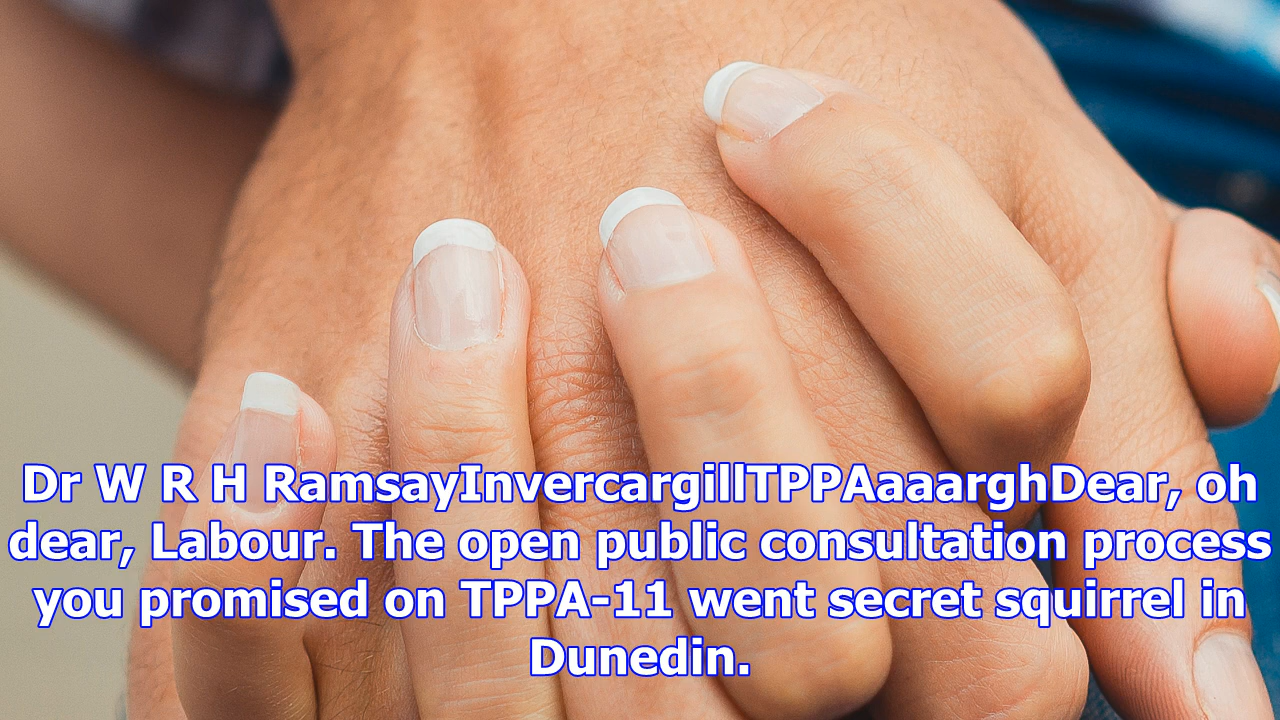 Dr W R H RamsayInvercargillTPPAaaarghDear, oh
dear, Labour. The open public consultation process
you promised on TPPA-11 went secret squirrel in
Dunedin.